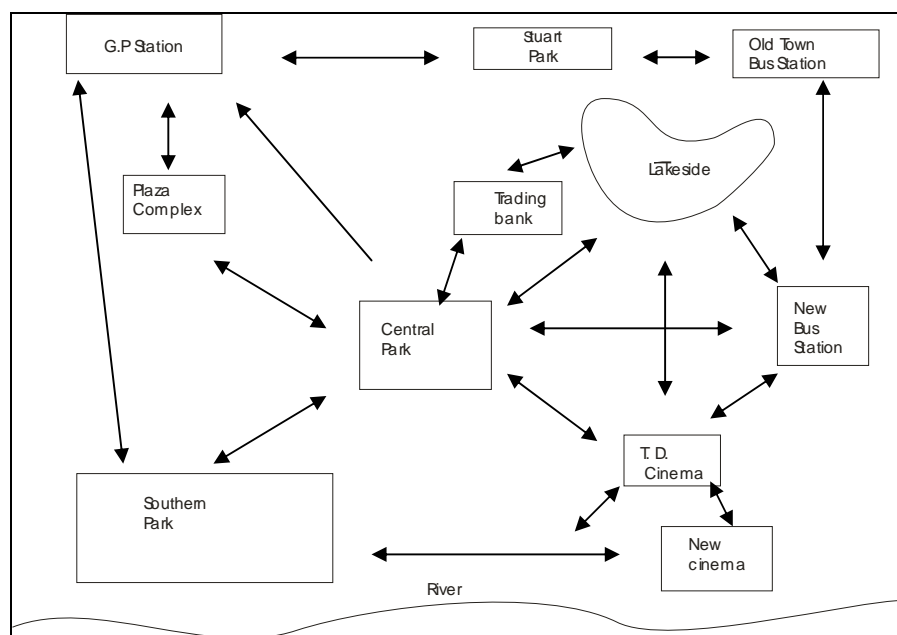 G.P Station
Stuart
Park
Old Town
Bus Station
Lakeside
Plaza
Complex
Trading
bank
Central
Park
New
Bus
Station
T. D.
Cinema
Southern
Park
New
cinema
River